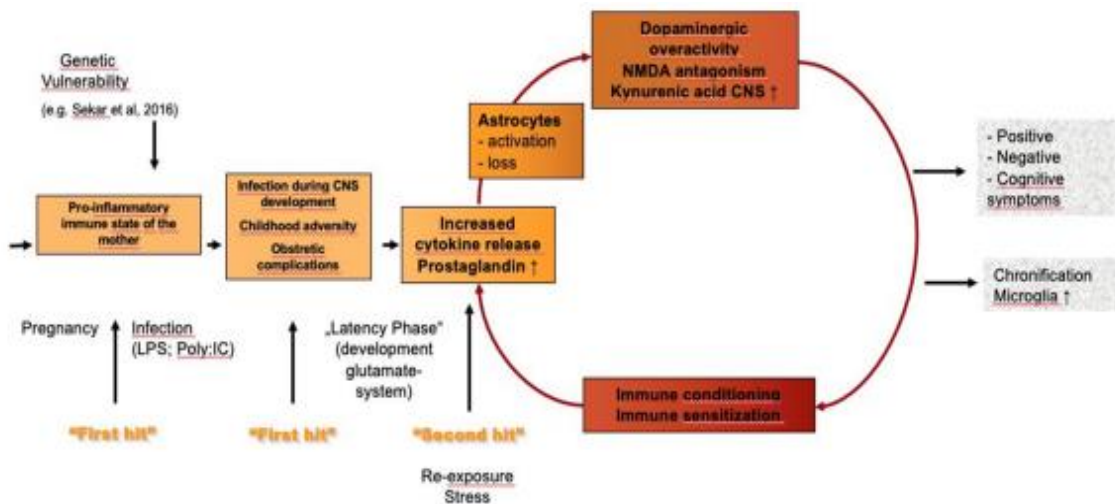 Genetic
Vulnerability
(e.g. Sekar et al, 2016)
Pro-inflammatory
immune state of the
mother
Infection during CNS
development
Childhood adversity
Obstretic
complications
Astrocytes
- activation
- loss
Increased
cytokine release
Prostaglandin ↑
Dopaminergic
overactivity
NMDA antagonism
Kynurenic acid CNS ↑
- Positive
- Negative
- Cognitive
symptoms
Chronification
Microglia ↑
Immune conditioning
Immune sensitization
Pregnancy
Infection
(LPS; Poly:IC)
„Latency Phase"
(development
glutamate-
system)
"First hit"
"First hit"
"Second hit"
Re-exposure
Stress